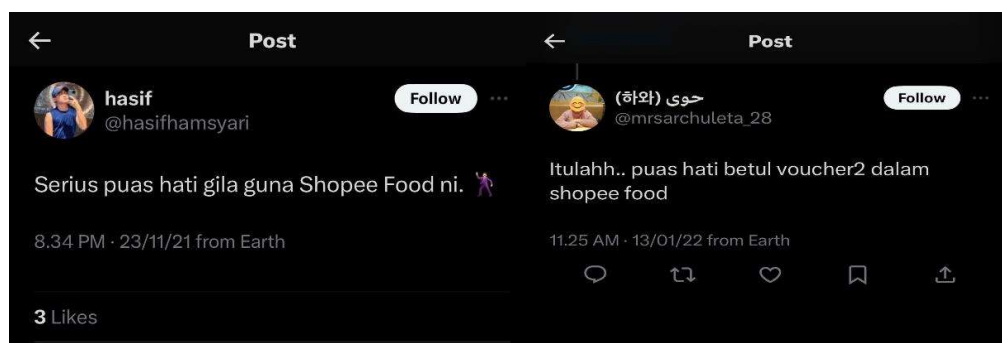 Post
hasif
Follow
@hasifhamsyari
Serius puas hati gila guna Shopee Food ni.
8.34 PM · 23/11/21 from Earth
3 Likes
Post
حوى (하와)
Follow
@mrsarchuleta_28
Itulahh.. puas hati betul voucher2 dalam
shopee food
11.25 AM · 13/01/22 from Earth